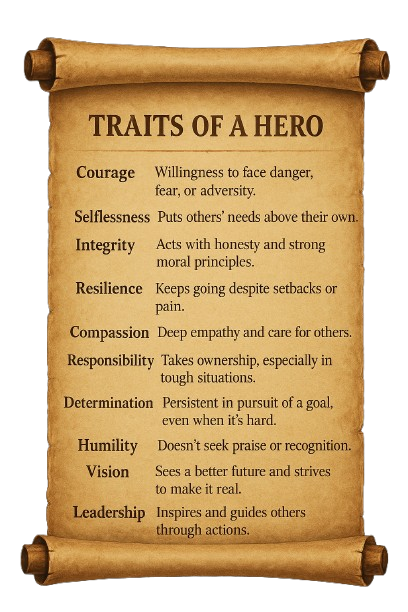 TRAITS OF A HERO
Courage Willingness to face danger,
fear, or adversity.
Selflessness Puts others' needs above their own.
Integrity Acts with honesty and strong
moral principles.
Resilience Keeps going despite setbacks or
pain.
Compassion Deep empathy and care for others.
Responsibility Takes ownership, especially in
tough situations.
Determination Persistent in pursuit of a goal,
even when it's hard.
Humility Doesn't seek praise or recognition.
Vision Sees a better future and strives
to make it real.
Leadership Inspires and guides others
through actions.